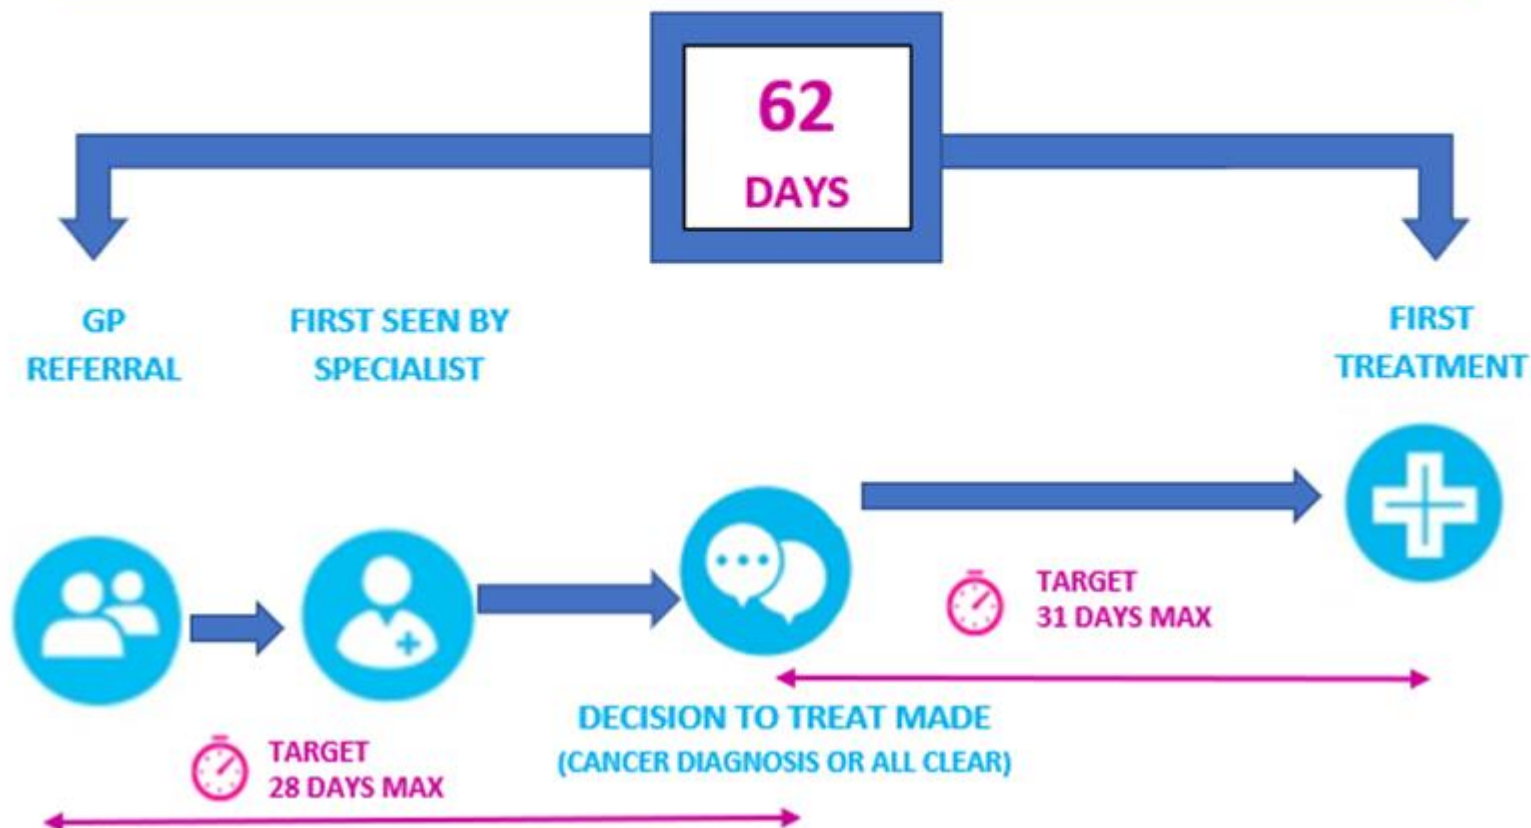 62
DAYS
GP
REFERRAL
FIRST SEEN BY
SPECIALIST
FIRST
TREATMENT
TARGET
31 DAYS MAX
DECISION TO TREAT MADE
(CANCER DIAGNOSIS OR ALL CLEAR)
TARGET
28 DAYS MAX